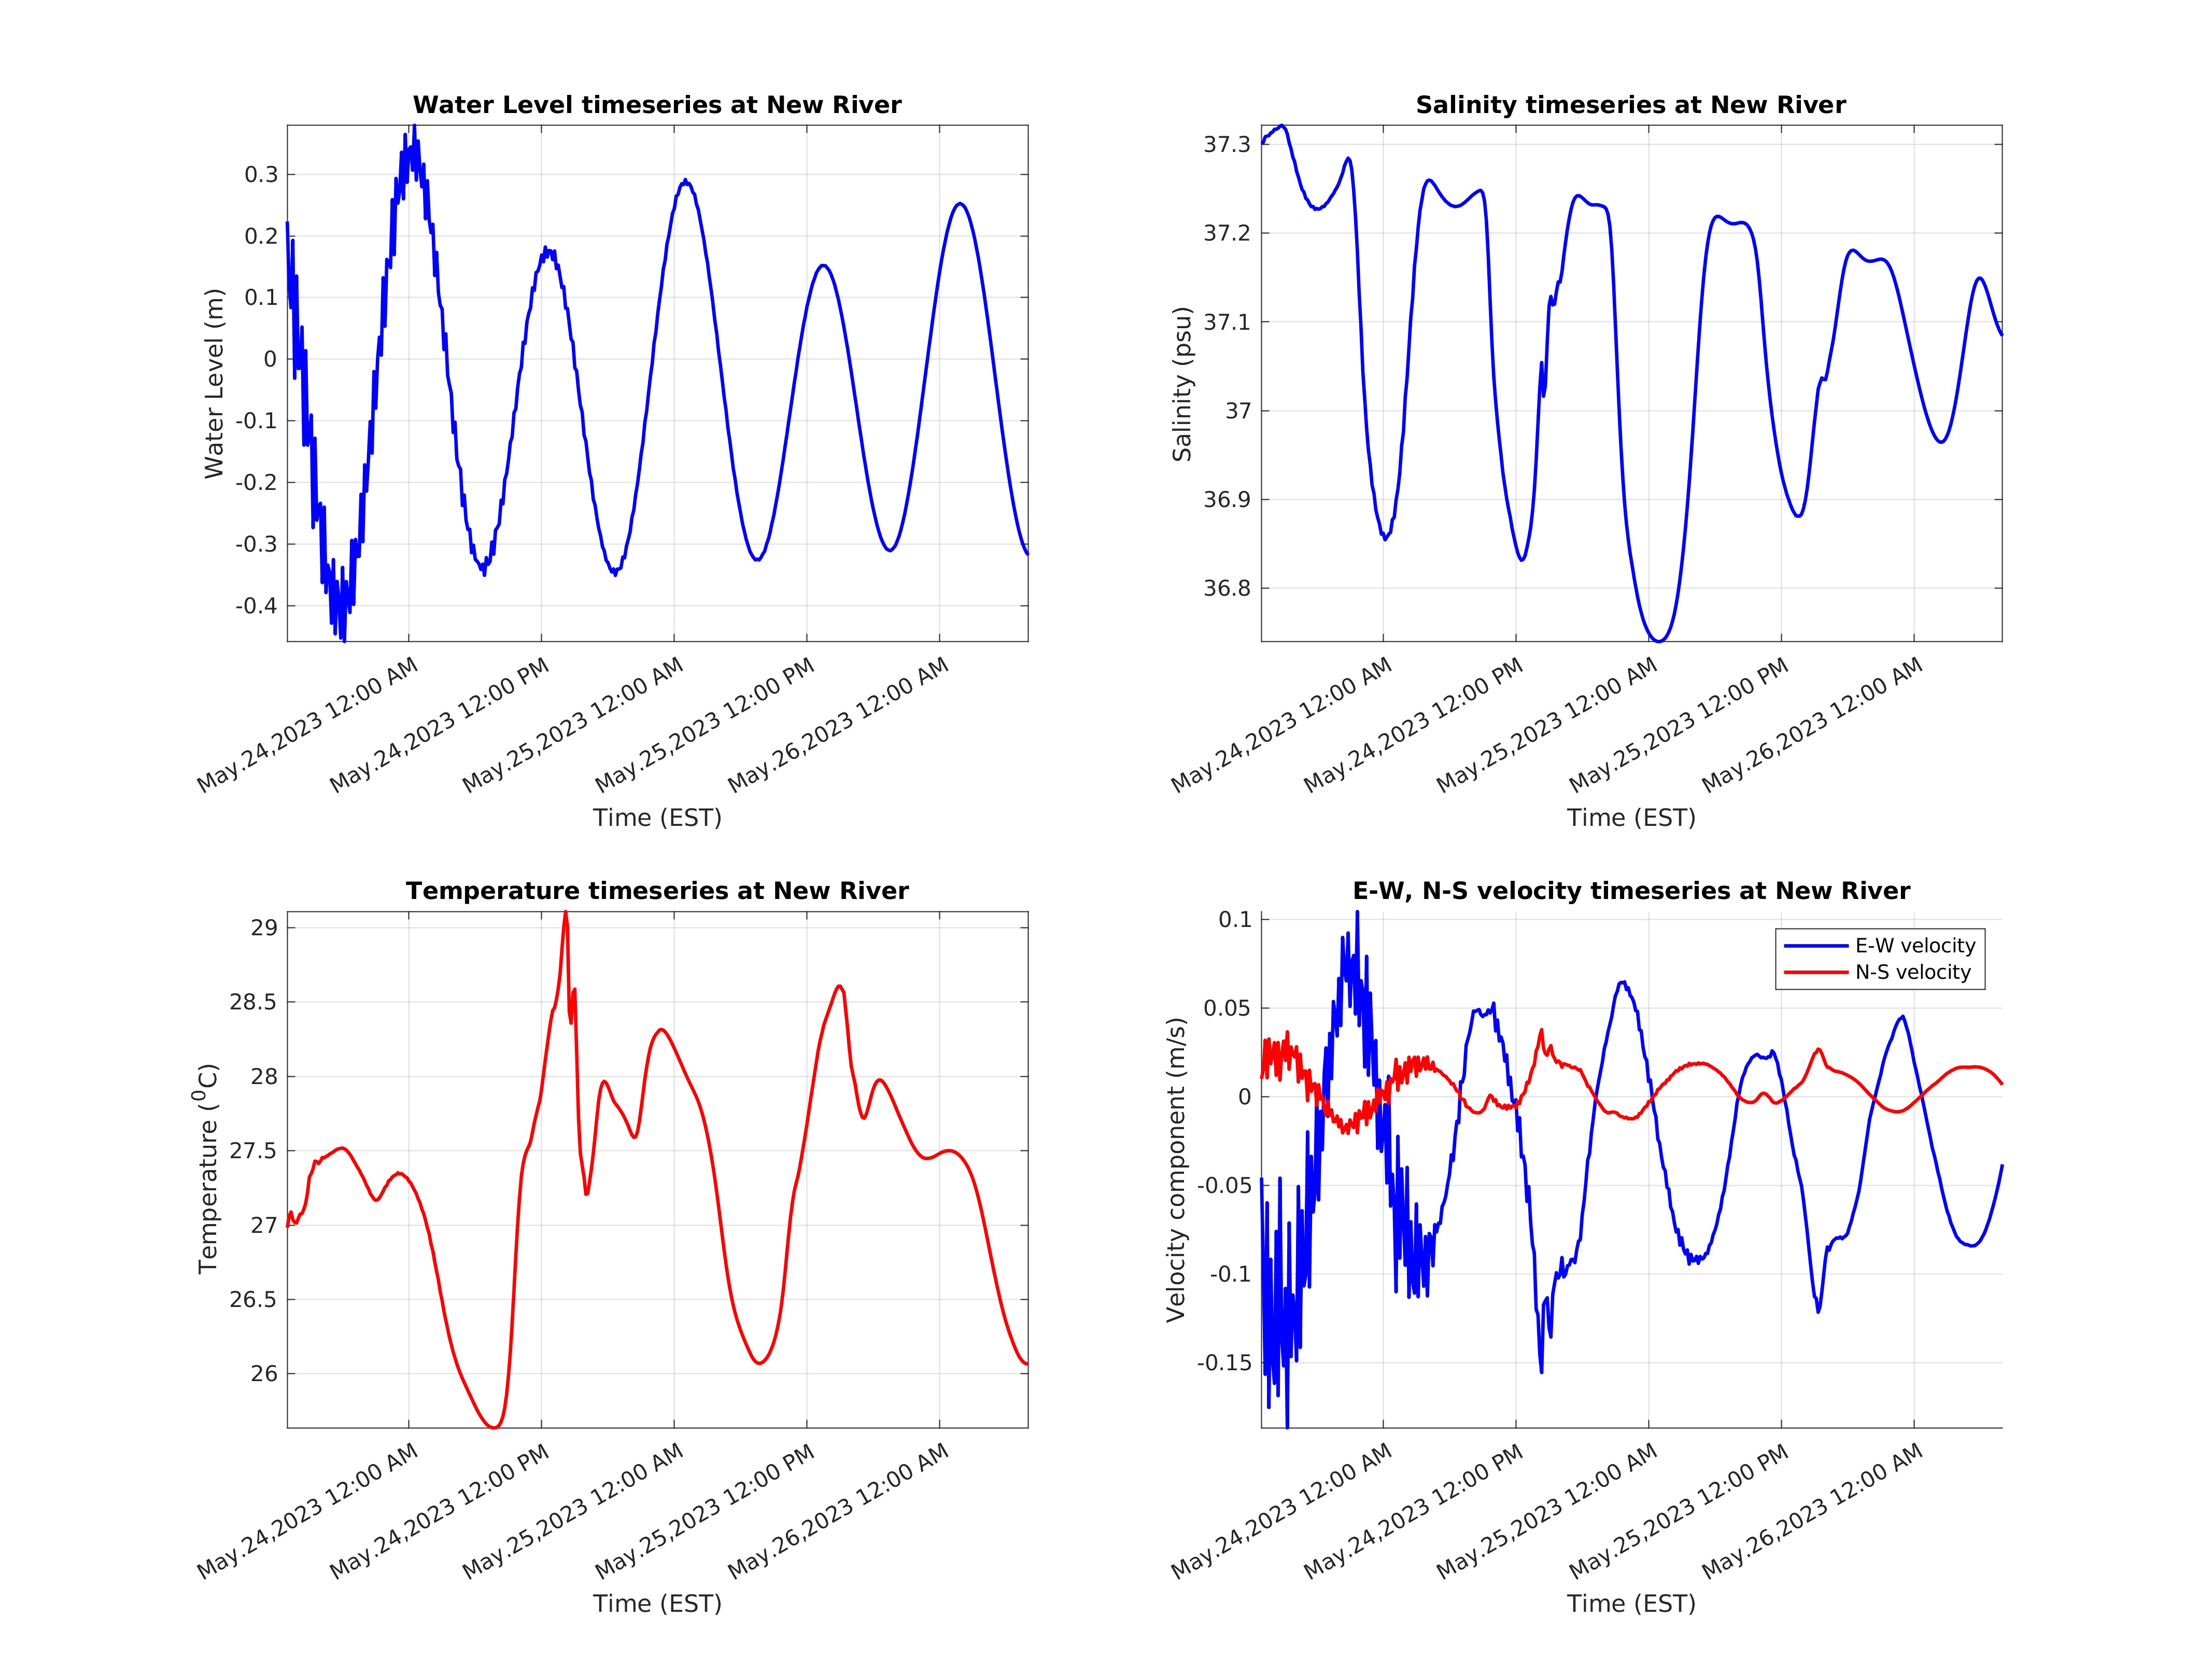 Water Level timeseries at New River
Water Level (m)
0.3
0.2
0.1
0
-0.1
-0.2
-0.3
-0.4
May.24,2023 12:00 AM
May.24,2023 12:00 PM
May.25,2023 12:00 AM
May.25,2023 12:00 PM
May.26,2023 12:00 AM
Time (EST)
Salinity timeseries at New River
Salinity (psu)
37.3
37.2
37.1
37
36.9
36.8
May.24,2023 12:00 AM
May.24,2023 12:00 PM
May.25,2023 12:00 AM
May.25,2023 12:00 PM
May.26,2023 12:00 AM
Time (EST)
Temperature timeseries at New River
Temperature (⁰C)
29
28.5
28
27.5
27
26.5
26
May.24,2023 12:00 AM
May.24,2023 12:00 PM
May.25,2023 12:00 AM
May.25,2023 12:00 PM
May.26,2023 12:00 AM
Time (EST)
E-W, N-S velocity timeseries at New River
Velocity component (m/s)
0.1
0.05
0
-0.05
-0.1
-0.15
E-W velocity
N-S velocity
May.24,2023 12:00 AM
May.24,2023 12:00 PM
May.25,2023 12:00 AM
May.25,2023 12:00 PM
May.26,2023 12:00 AM
Time (EST)